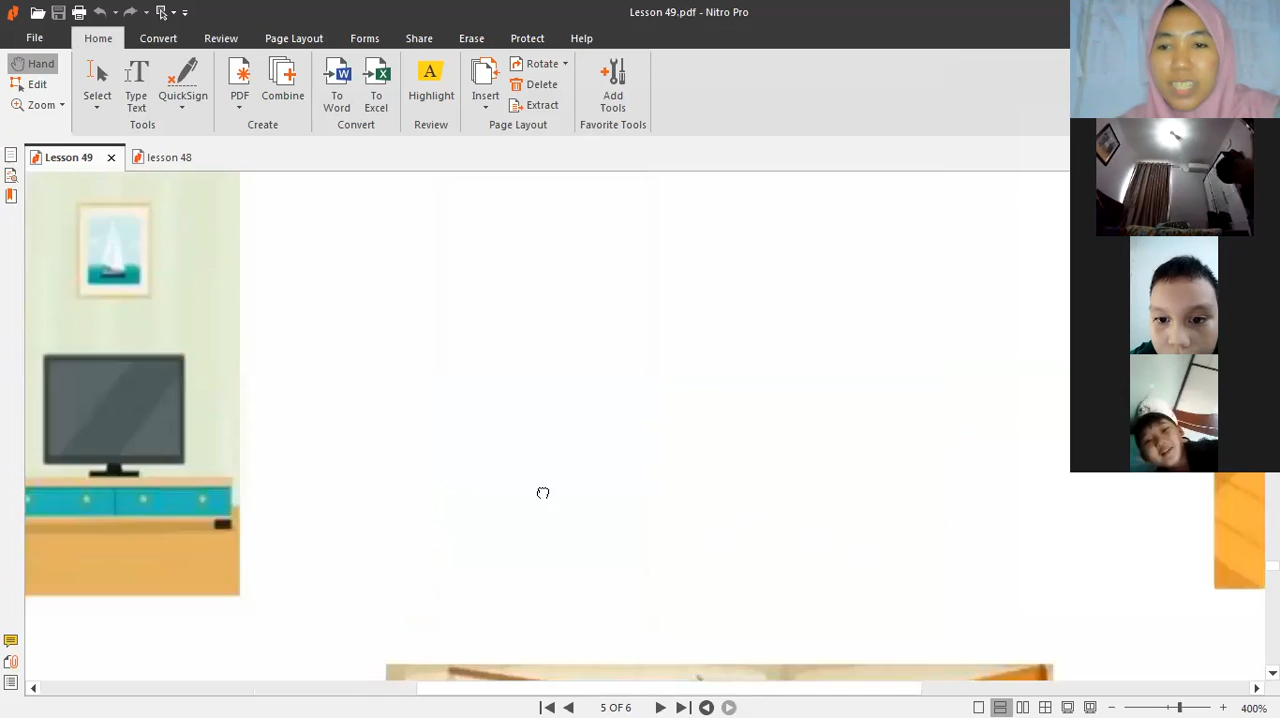 Lesson 49.pdf - Nitro Pro
File
Home
Convert
Review
Page Layout
Forms
Share
Erase
Protect
Help
Hand
Edit
Zoom
Select
Type Text
QuickSign
Tools
PDF
Combine
Create
To Word
To Excel
Convert
Highlight
Review
Insert
Rotate
Delete
Extract
Page Layout
Add Tools
Favorite Tools
Lesson 49
lesson 48
5 OF 6
400%